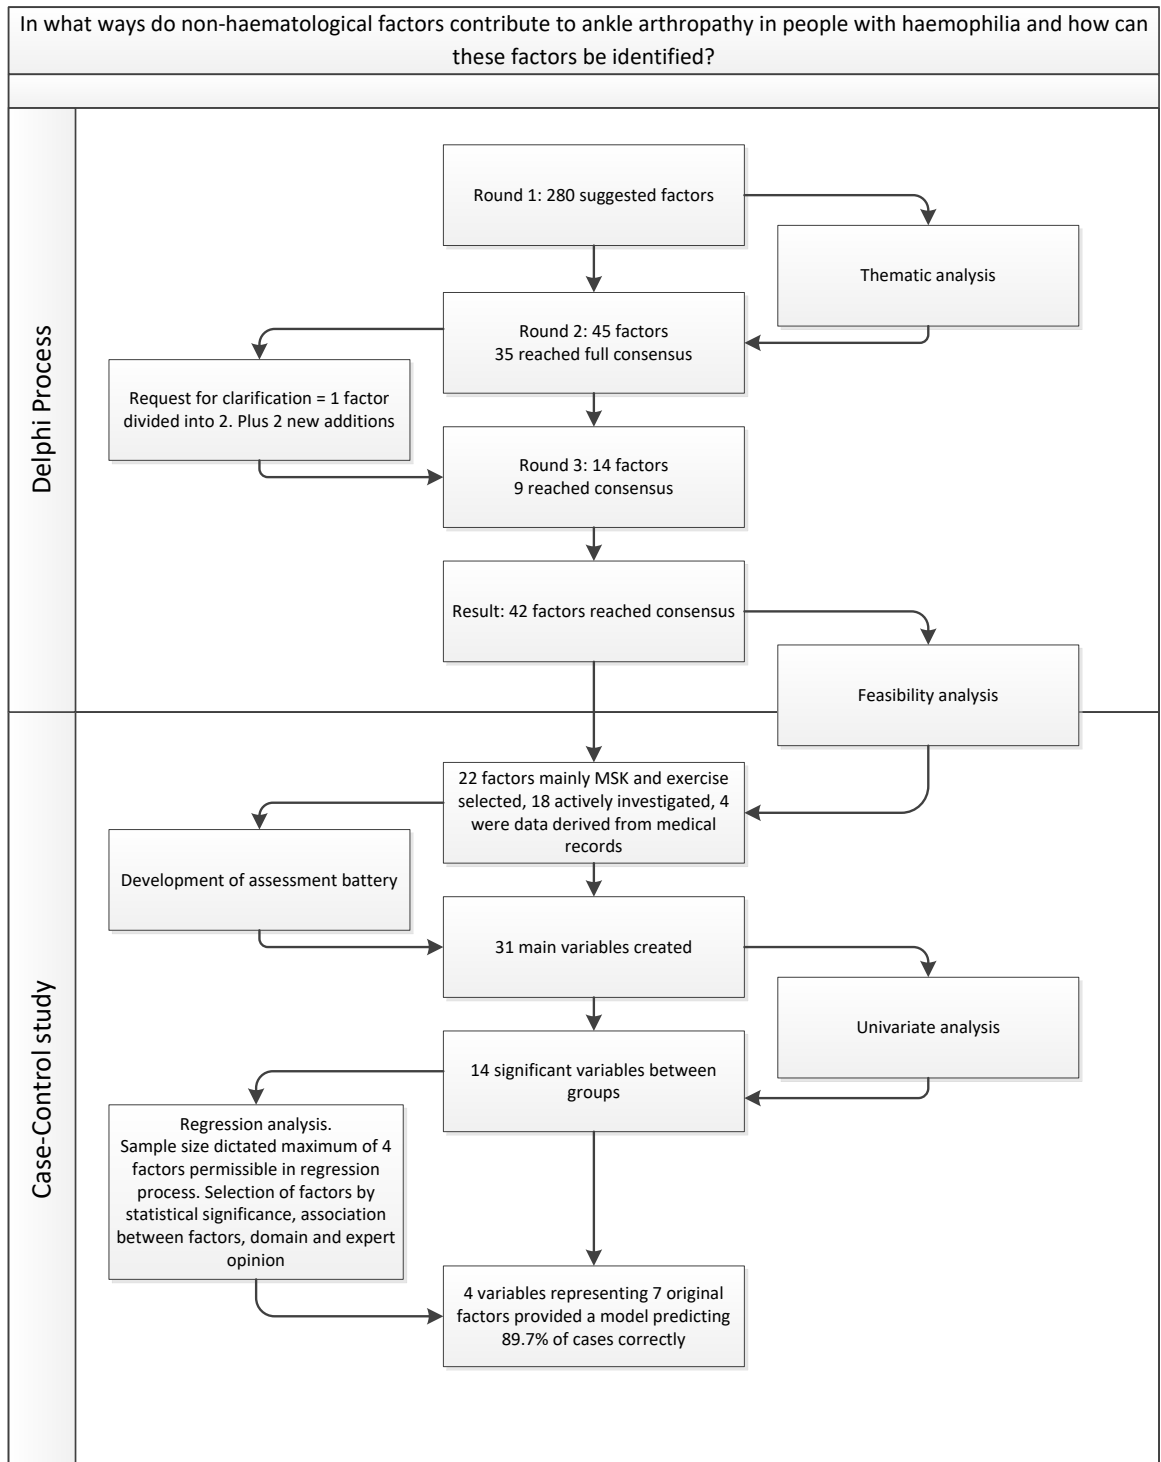 In what ways do non-haematological factors contribute to ankle arthropathy in people with haemophilia and how can
these factors be identified?
Delphi Process
Round 1: 280 suggested factors
Thematic analysis
Round 2: 45 factors
35 reached full consensus
Request for clarification = 1 factor
divided into 2. Plus 2 new additions
Round 3: 14 factors
9 reached consensus
Result: 42 factors reached consensus
Feasibility analysis
Case-Control study
22 factors mainly MSK and exercise
selected, 18 actively investigated, 4
were data derived from medical
records
Development of assessment battery
31 main variables created
Univariate analysis
14 significant variables between
groups
Regression analysis.
Sample size dictated maximum of 4
factors permissible in regression
process. Selection of factors by
statistical significance, association
between factors, domain and expert
opinion
4 variables representing 7 original
factors provided a model predicting
89.7% of cases correctly